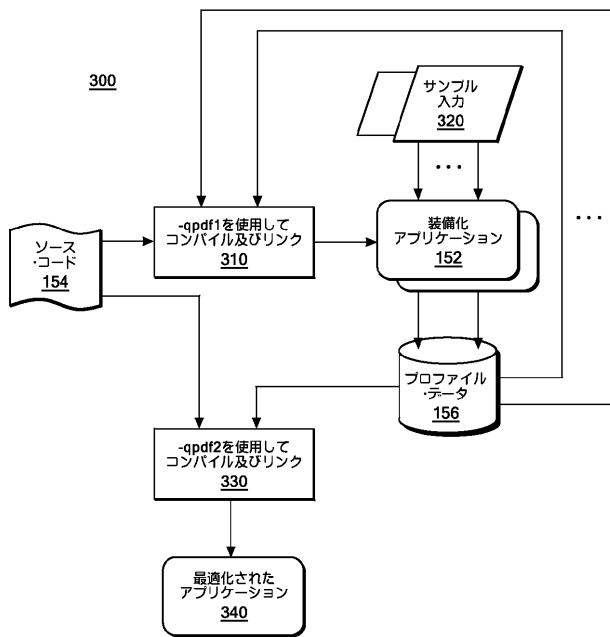 300
サンプル
入力
320
・・・
-qpdf1を使用して
コンパイル及びリンク
310
装備化
アプリケーション
152
・・・
ソース
・コード
154
プロファイル
・データ
156
-qpdf2を使用して
コンパイル及びリンク
330
最適化された
アプリケーション
340